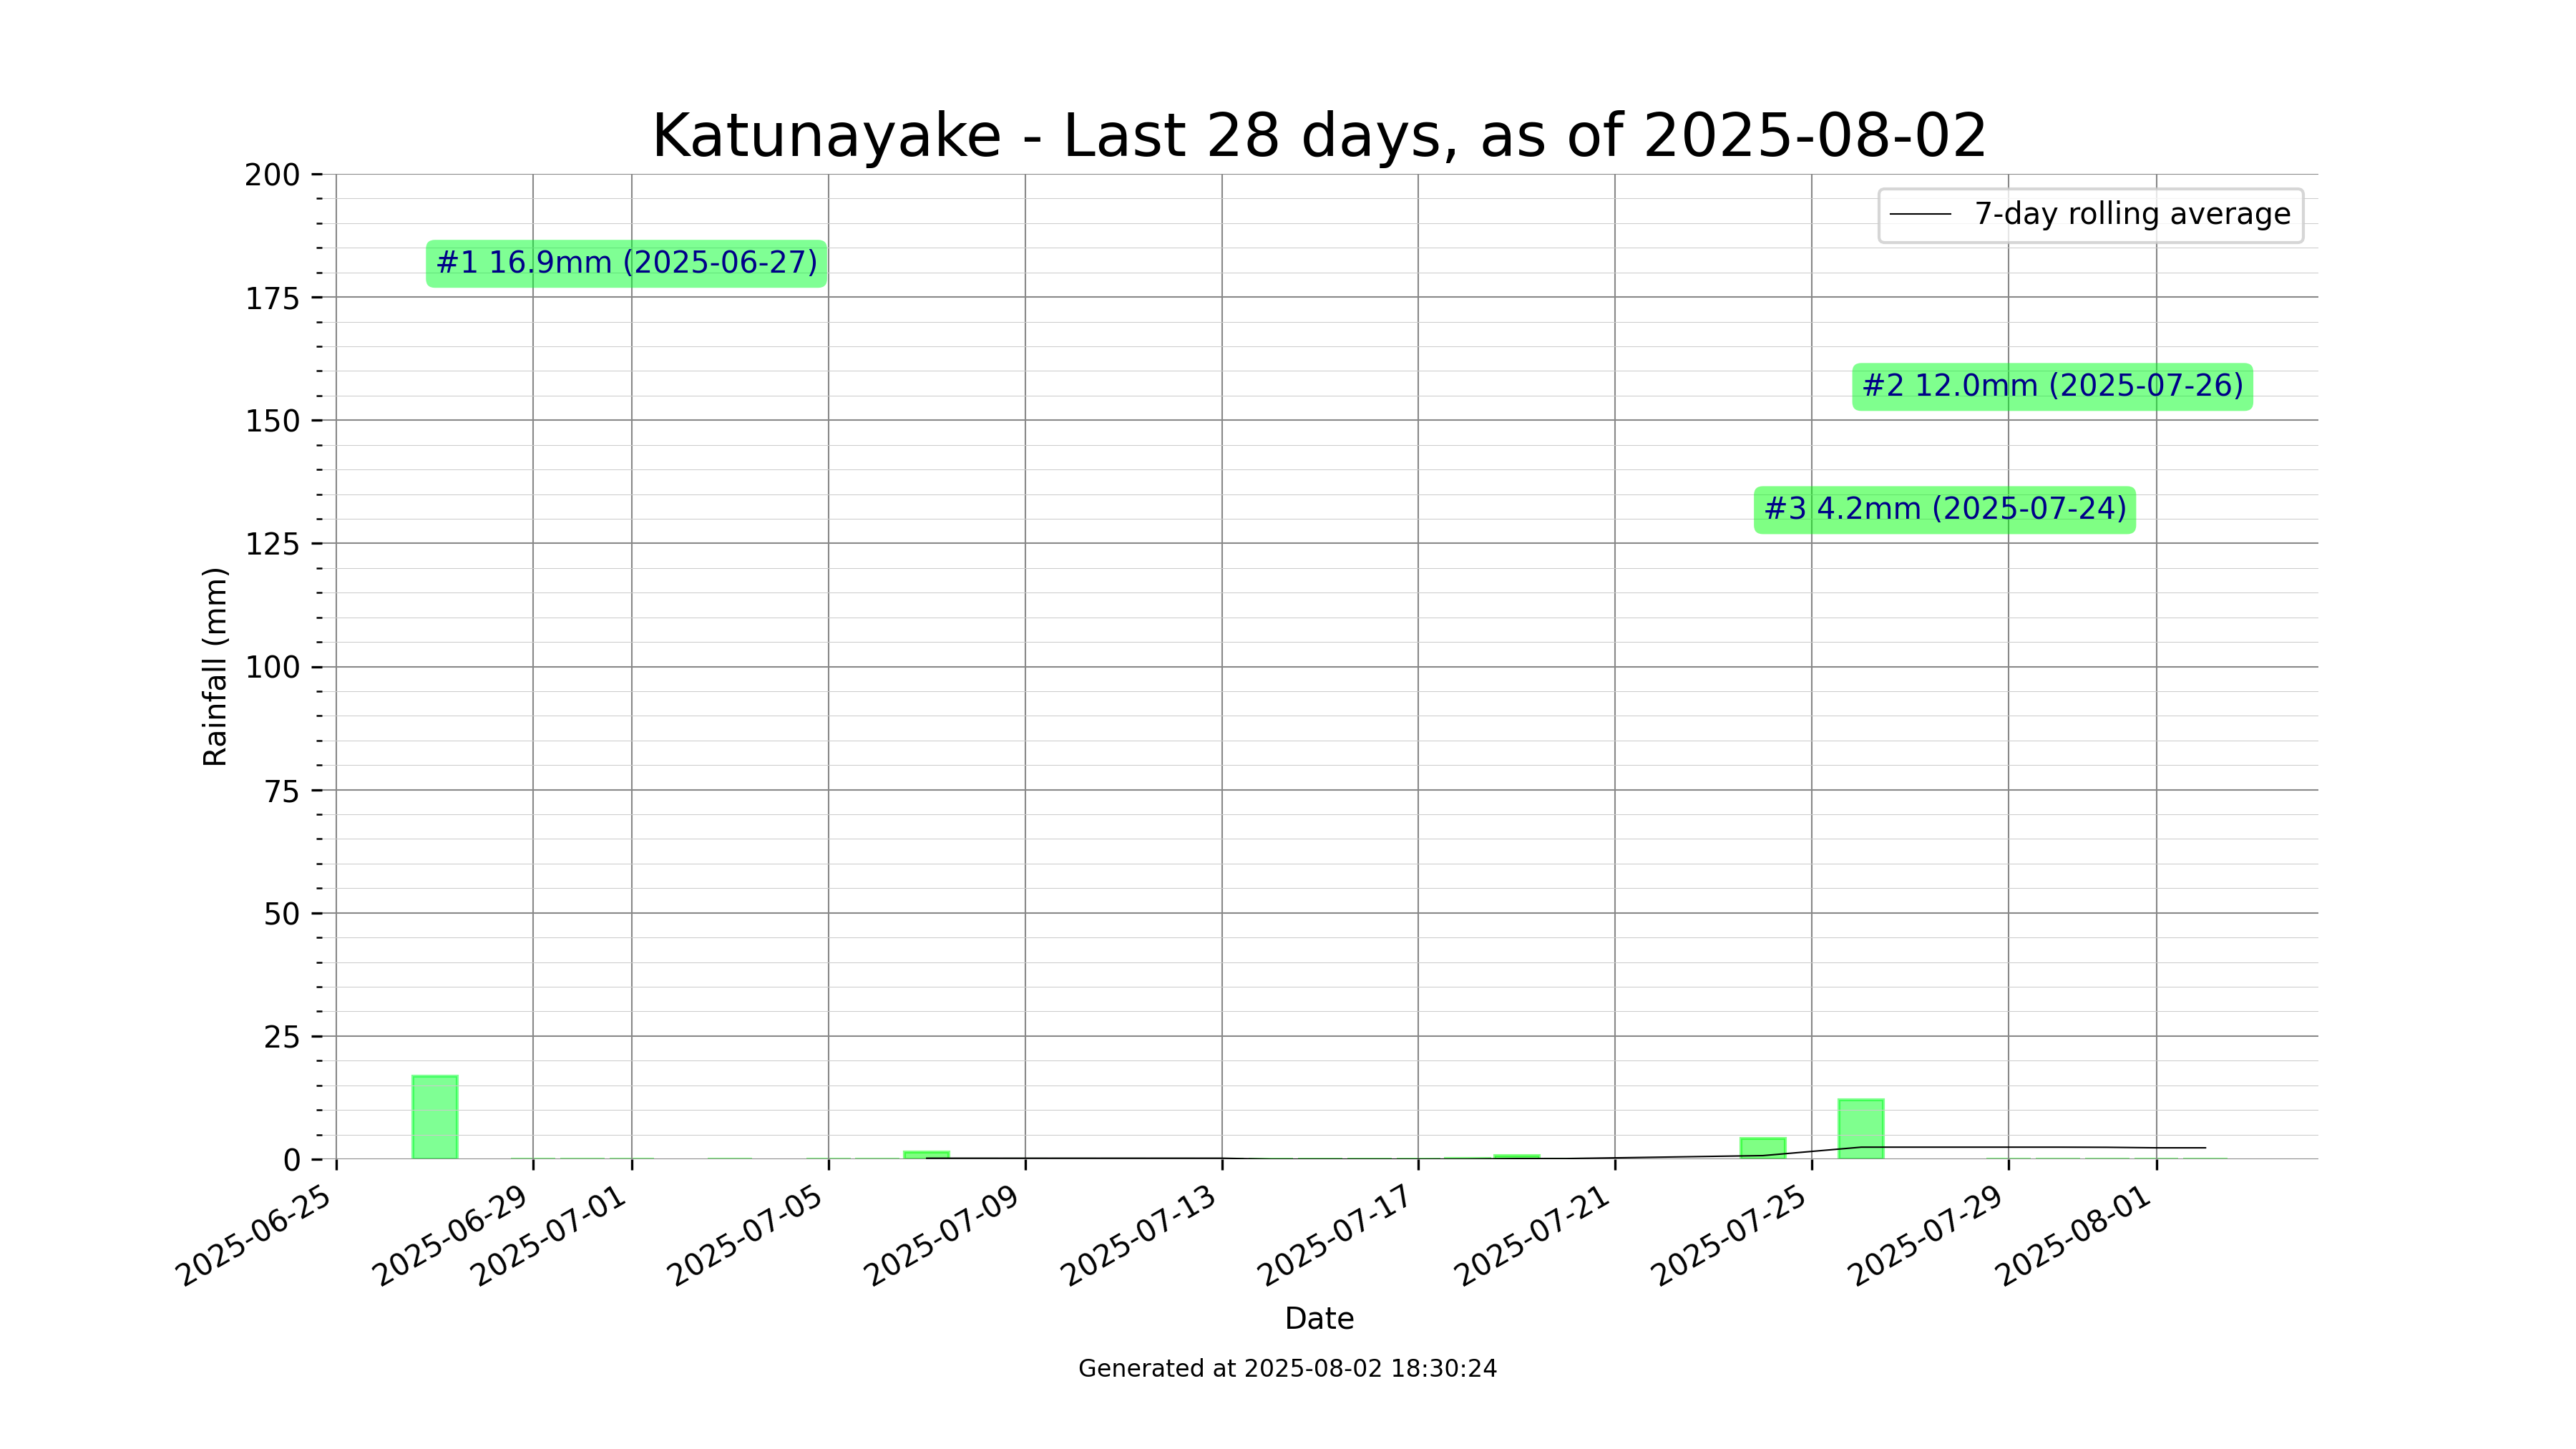 Katunayake - Last 28 days, as of 2025-08-02
7-day rolling average
#1 16.9mm (2025-06-27)
#2 12.0mm (2025-07-26)
#3 4.2mm (2025-07-24)
Rainfall (mm)
200
175
150
125
100
75
50
25
0
2025-06-25
2025-06-29
2025-07-01
2025-07-05
2025-07-09
2025-07-13
2025-07-17
2025-07-21
2025-07-25
2025-07-29
2025-08-01
Date
Generated at 2025-08-02 18:30:24